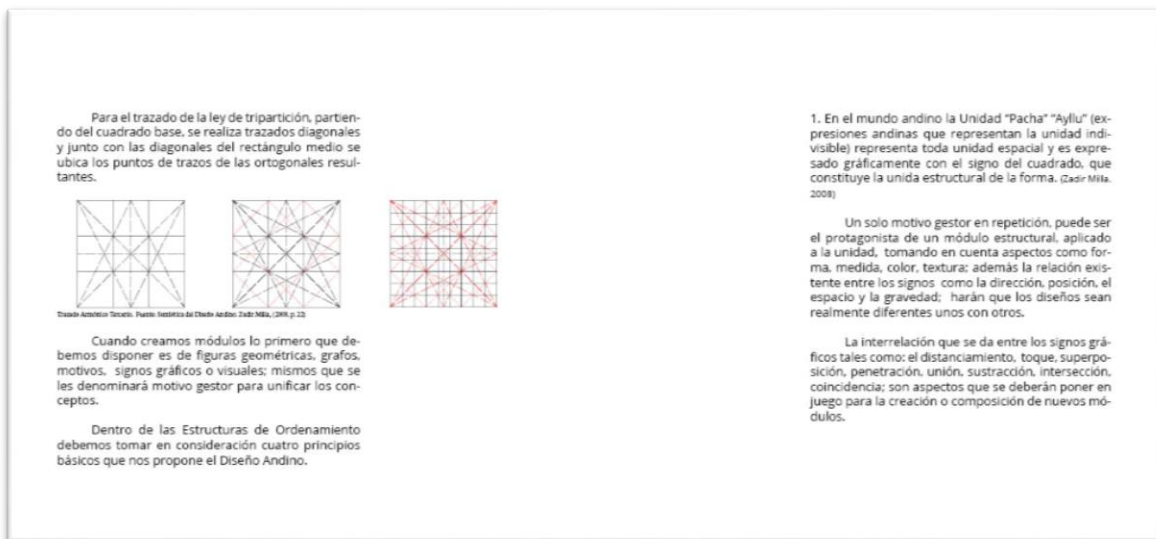 Para el trazado de la ley de tripartición, partien-
do del cuadrado base, se realiza trazados diagonales
y junto con las diagonales del rectángulo medio se
ubica los puntos de trazos de las ortogonales resul-
tantes.
Trazado Armónico Terciario. Fuente: Semiótica del Diseño Andino. Zadir Milla, (2008, p. 22)
Cuando creamos módulos lo primero que de-
bemos disponer es de figuras geométricas, grafos,
motivos, signos gráficos o visuales; mismos que se
les denominará motivo gestor para unificar los con-
ceptos.
Dentro de las Estructuras de Ordenamiento
debemos tomar en consideración cuatro principios
básicos que nos propone el Diseño Andino.
1. En el mundo andino la Unidad "Pacha" "Ayllu" (ex-
presiones andinas que representan la unidad indi-
visible) representa toda unidad espacial y es expre-
sado gráficamente con el signo del cuadrado, que
constituye la unida estructural de la forma. (Zadir Milla.
2008)
Un solo motivo gestor en repetición, puede ser
el protagonista de un módulo estructural, aplicado
a la unidad, tomando en cuenta aspectos como for-
ma, medida, color, textura; además la relación exis-
tente entre los signos como la dirección, posición, el
espacio y la gravedad; harán que los diseños sean
realmente diferentes unos con otros.
La interrelación que se da entre los signos grá-
ficos tales como: el distanciamiento, toque, superpo-
sición, penetración, unión, sustracción, intersección,
coincidencia; son aspectos que se deberán poner en
juego para la creación o composición de nuevos mó-
dulos.